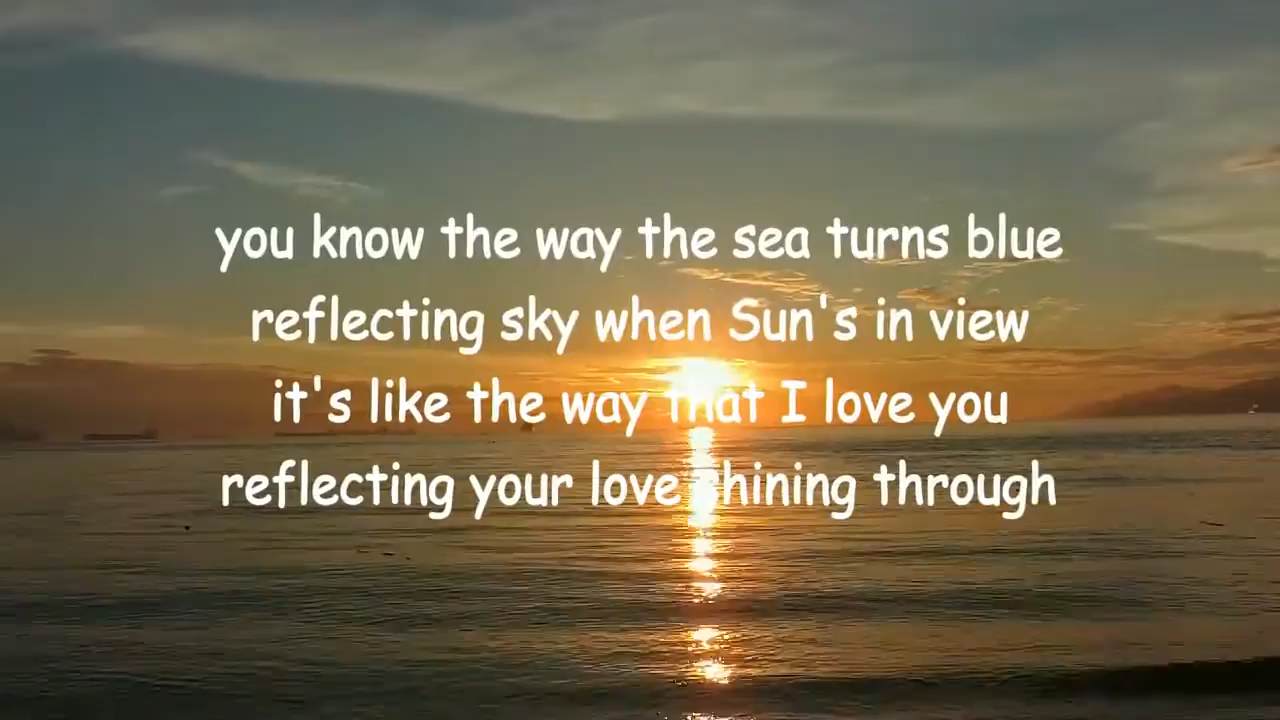 you know the way the sea turns blue
reflecting sky when Sun's in view
it's like the way that I love you
reflecting your love shining through